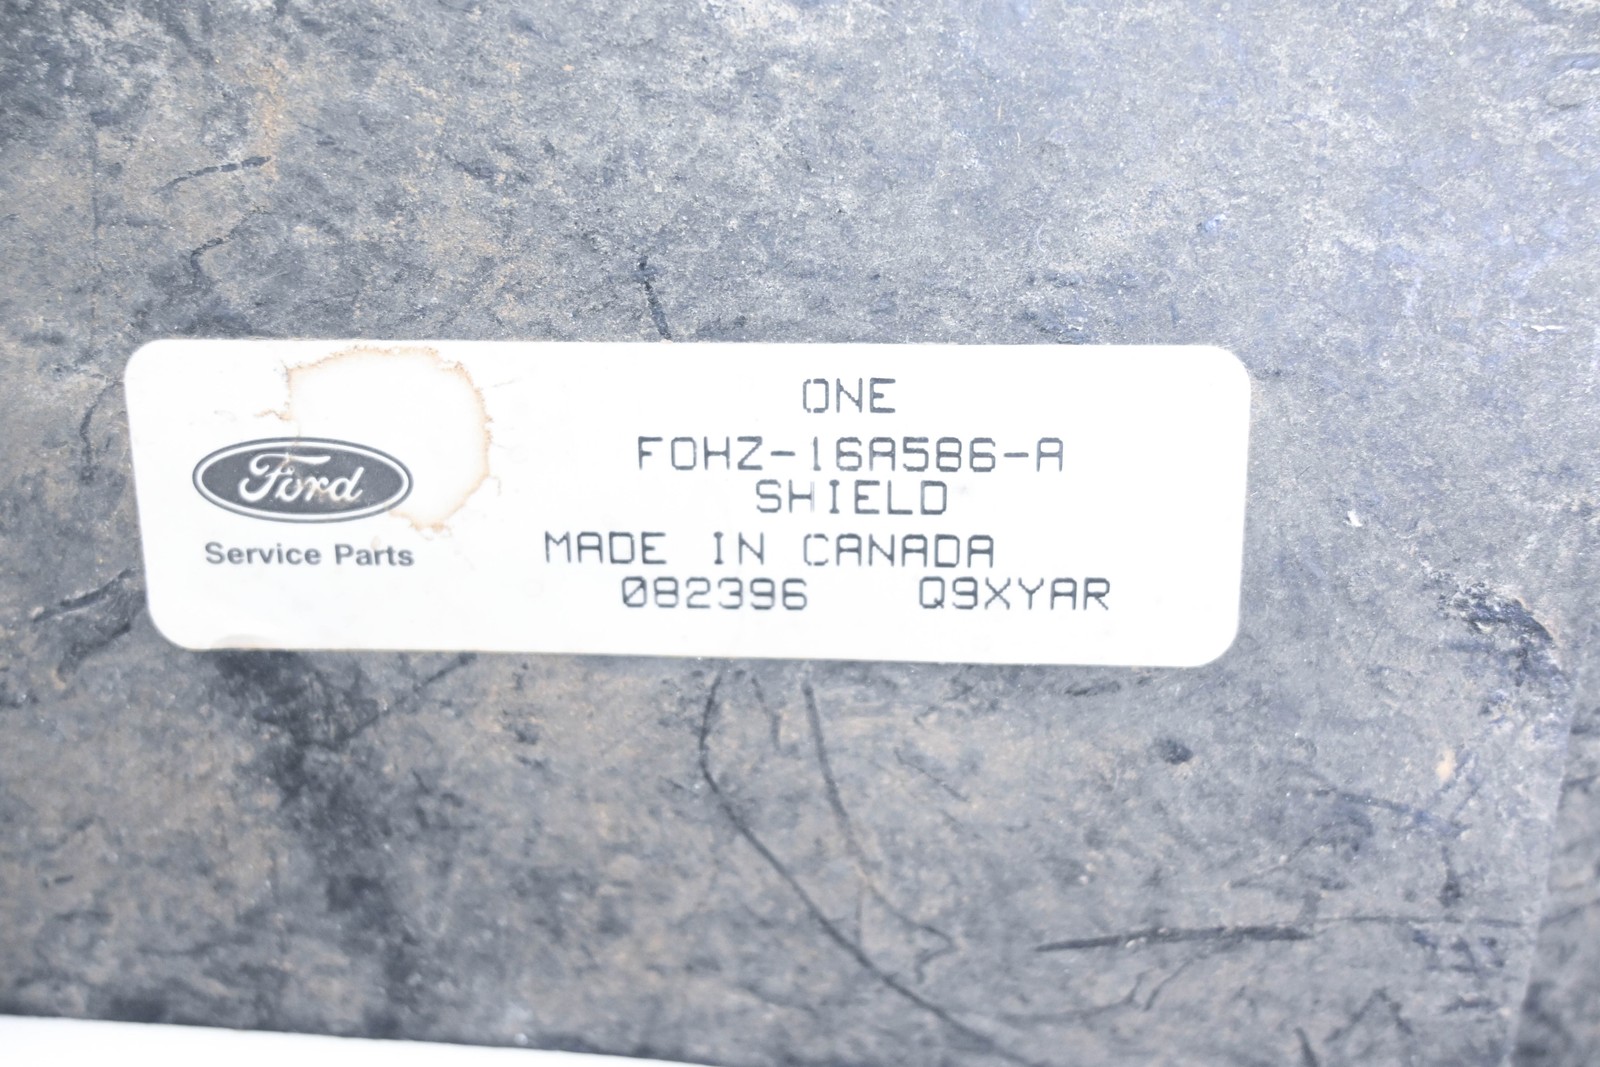 ONE
F0HZ-16A586-A
SHIELD
MADE IN CANADA
082396 Q9XYAR
Ford
Service Parts